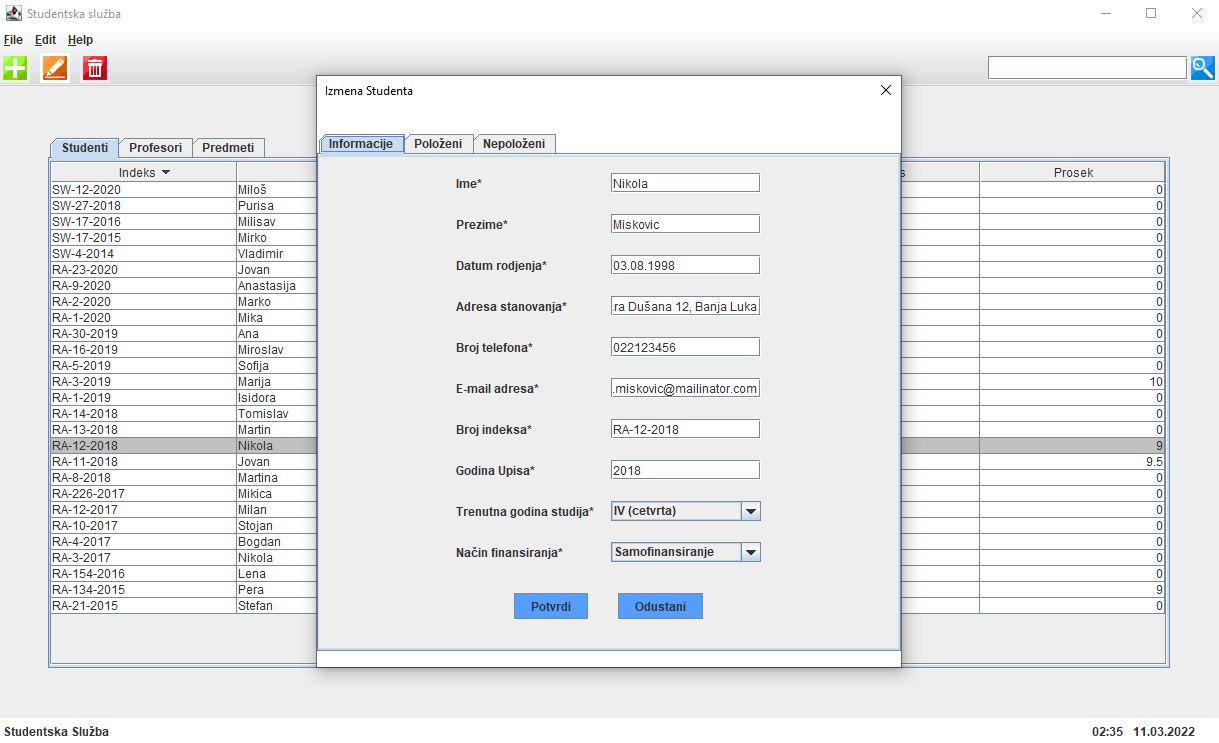 Studentska služba
File Edit Help
Izmena Studenta
Studenti Profesori Predmeti
Informacije Položeni Nepoloženi
Indeks Prosek
SW-12-2020 Miloš 0
SW-27-2018 Purisa 0
SW-17-2016 Milisav 0
SW-17-2015 Mirko 0
SW-4-2014 Vladimir 0
RA-23-2020 Jovan 0
RA-9-2020 Anastasija 0
RA-2-2020 Marko 0
RA-1-2020 Mika 0
RA-30-2019 Ana 0
RA-16-2019 Miroslav 0
RA-5-2019 Sofija 0
RA-3-2019 Marija 10
RA-1-2019 Isidora 0
RA-14-2018 Tomislav 0
RA-13-2018 Martin 0
RA-12-2018 Nikola 9
RA-11-2018 Jovan 9.5
RA-8-2018 Martina 0
RA-226-2017 Mikica 0
RA-12-2017 Milan 0
RA-10-2017 Stojan 0
RA-4-2017 Bogdan 0
RA-3-2017 Nikola 0
RA-154-2016 Lena 0
RA-134-2015 Pera 9
RA-21-2015 Stefan 0
Ime* Nikola
Prezime* Miskovic
Datum rodjenja* 03.08.1998
Adresa stanovanja* ra Dušana 12, Banja Luka
Broj telefona* 022123456
E-mail adresa* .miskovic@mailinator.com
Broj indeksa* RA-12-2018
Godina Upisa* 2018
Trenutna godina studija* IV (cetvrta)
Način finansiranja* Samofinansiranje
Potvrdi Odustani
Studentska Služba 02:35 11.03.2022